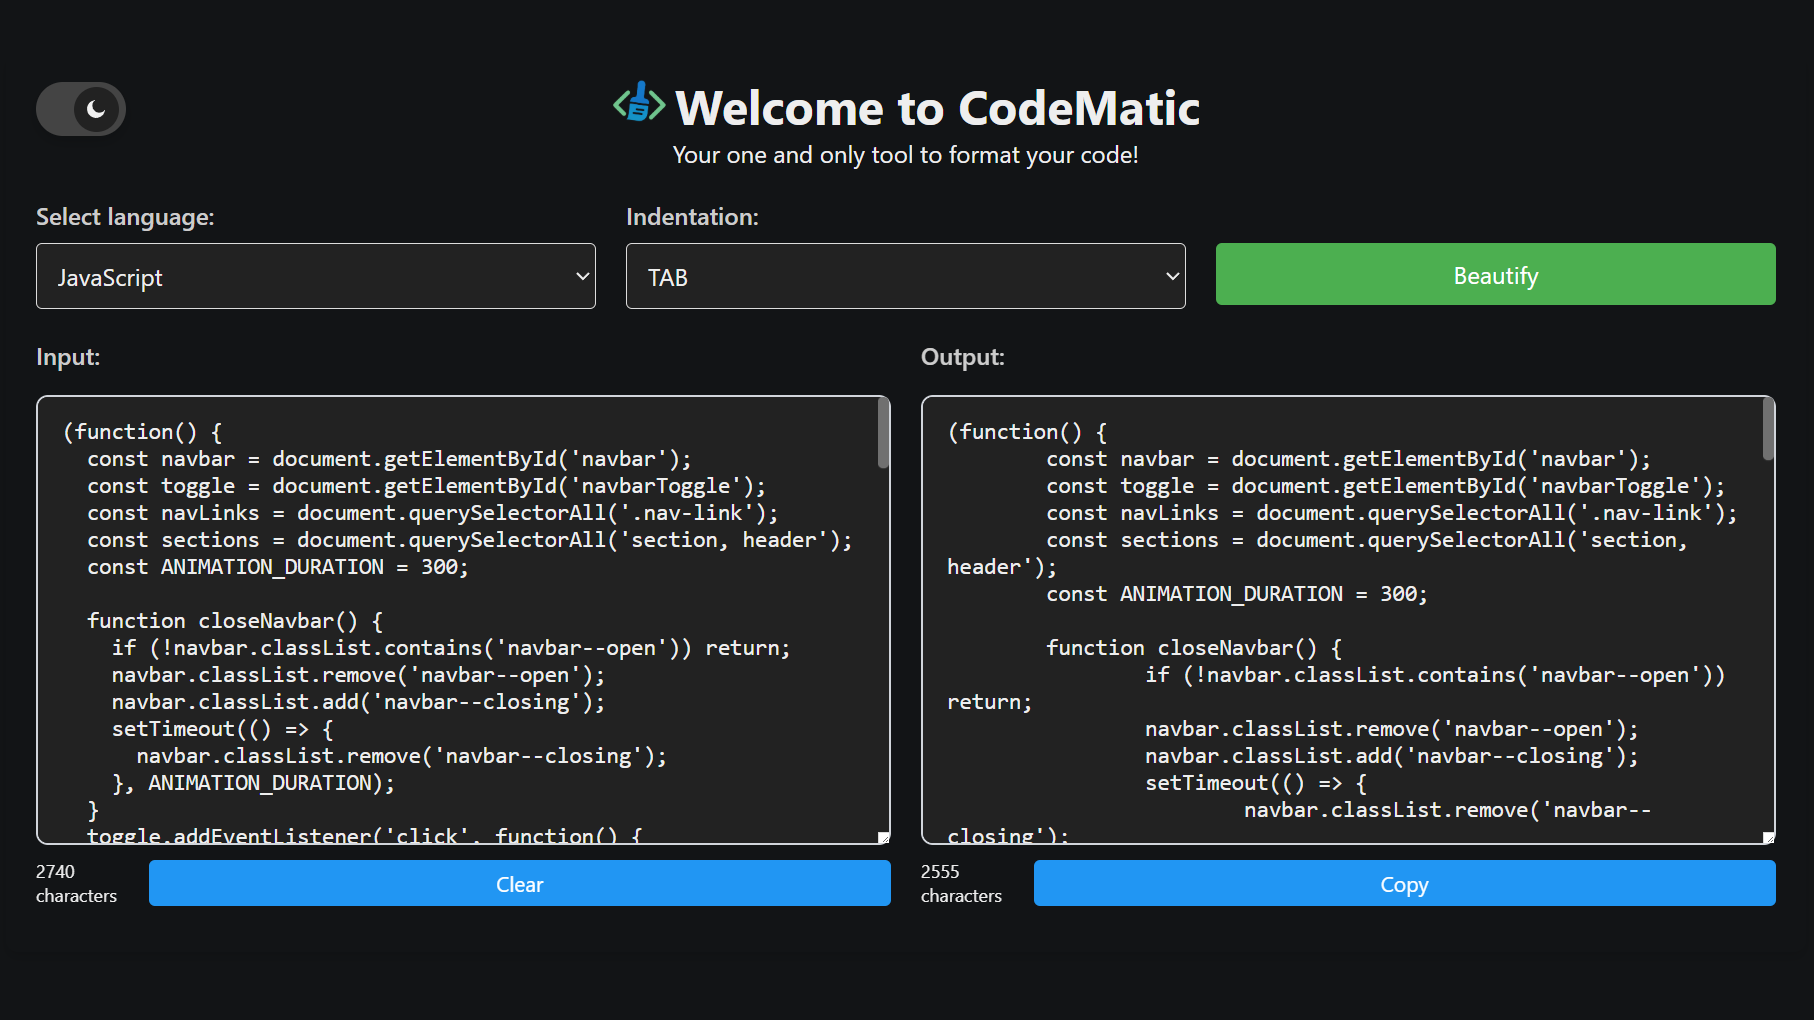 Welcome to CodeMatic
Your one and only tool to format your code!
Select language:
JavaScript
Indentation:
TAB
Beautify
Input:
(function() {
  const navbar = document.getElementById('navbar');
  const toggle = document.getElementById('navbarToggle');
  const navLinks = document.querySelectorAll('.nav-link');
  const sections = document.querySelectorAll('section, header');
  const ANIMATION_DURATION = 300;

  function closeNavbar() {
    if (!navbar.classList.contains('navbar--open')) return;
    navbar.classList.remove('navbar--open');
    navbar.classList.add('navbar--closing');
    setTimeout(() => {
      navbar.classList.remove('navbar--closing');
    }, ANIMATION_DURATION);
  }
  toggle.addEventListener('click', function() {
2740
characters
Clear
Output:
(function() {
	const navbar = document.getElementById('navbar');
	const toggle = document.getElementById('navbarToggle');
	const navLinks = document.querySelectorAll('.nav-link');
	const sections = document.querySelectorAll('section,
header');
	const ANIMATION_DURATION = 300;

	function closeNavbar() {
		if (!navbar.classList.contains('navbar--open'))
return;
		navbar.classList.remove('navbar--open');
		navbar.classList.add('navbar--closing');
		setTimeout(() => {
			navbar.classList.remove('navbar--
closing');
2555
characters
Copy